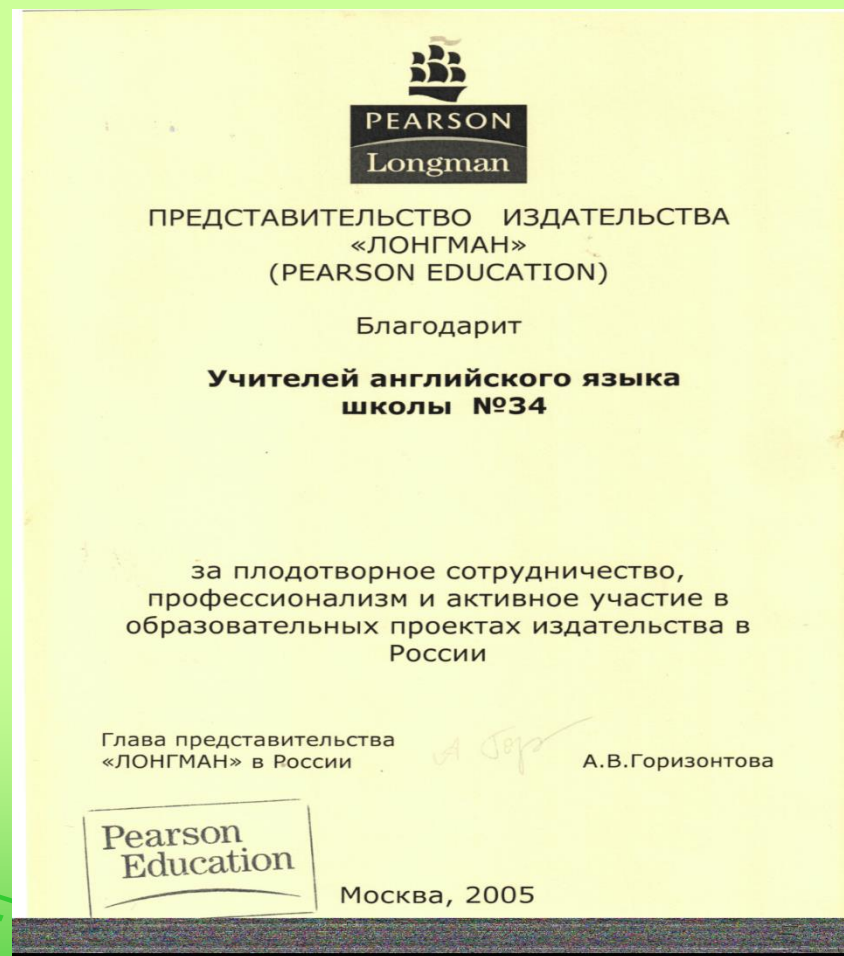 PEARSON
Longman
ПРЕДСТАВИТЕЛЬСТВО ИЗДАТЕЛЬСТВА
«ЛОНГМАН»
(PEARSON EDUCATION)
Благодарит
Учителей английского языка
школы №34
за плодотворное сотрудничество,
профессионализм и активное участие в
образовательных проектах издательства в
России
Глава представительства
«ЛОНГМАН» в России
А.В.Горизонтова
Pearson
Education
Москва, 2005